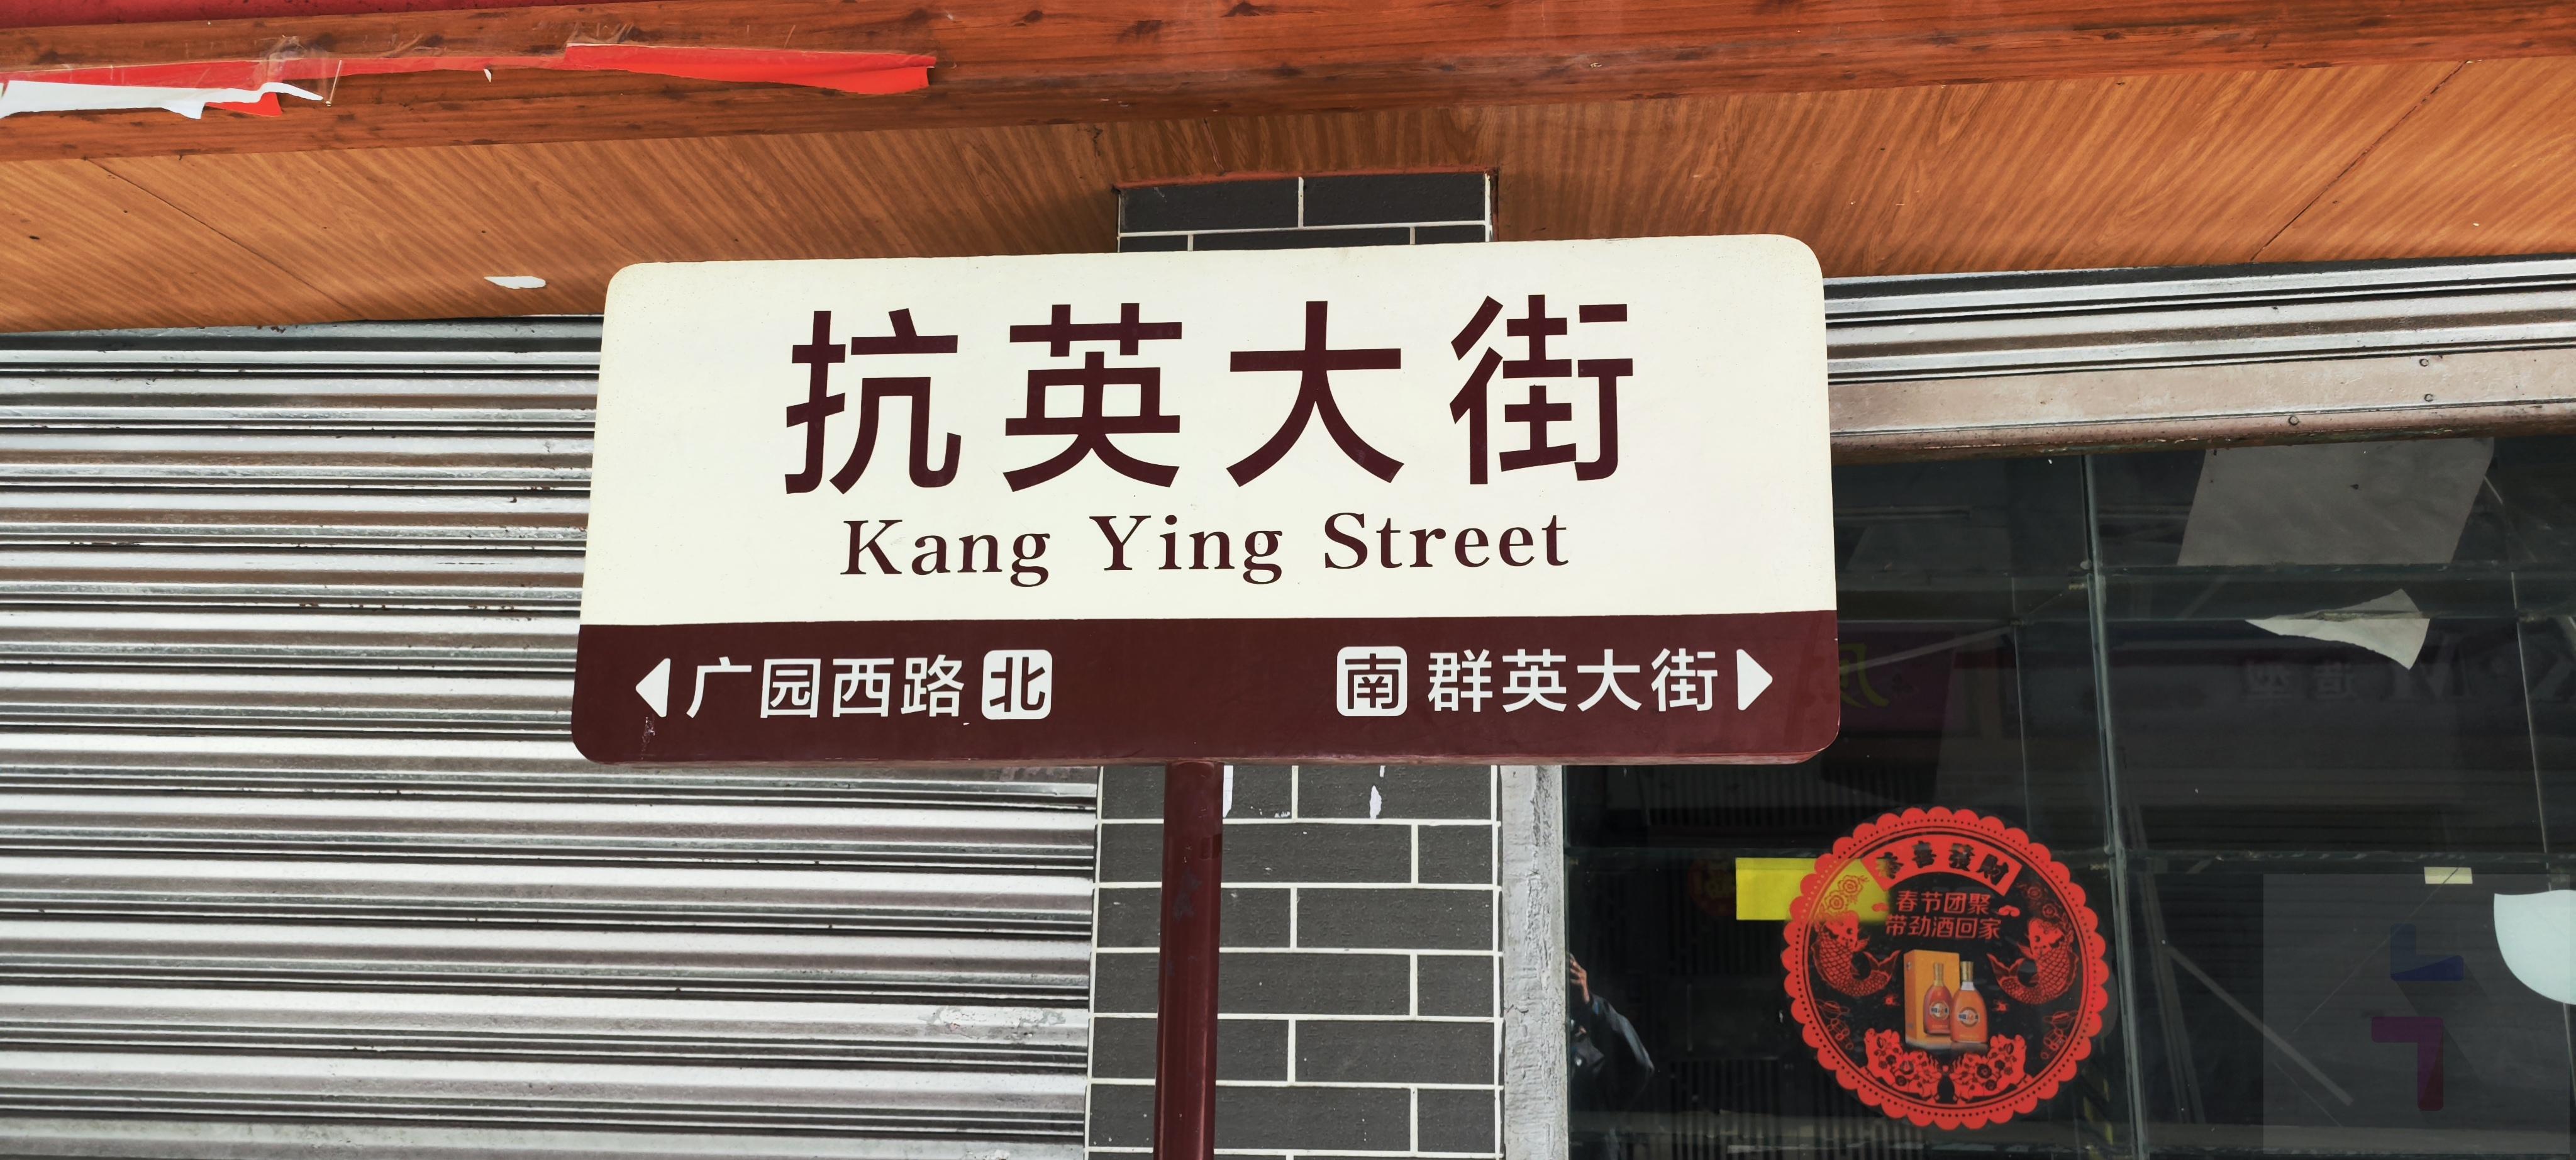 抗英大街
Kang Ying Street
广园西路 北
南 群英大街
恭喜發财
春节团聚
带劲酒回家